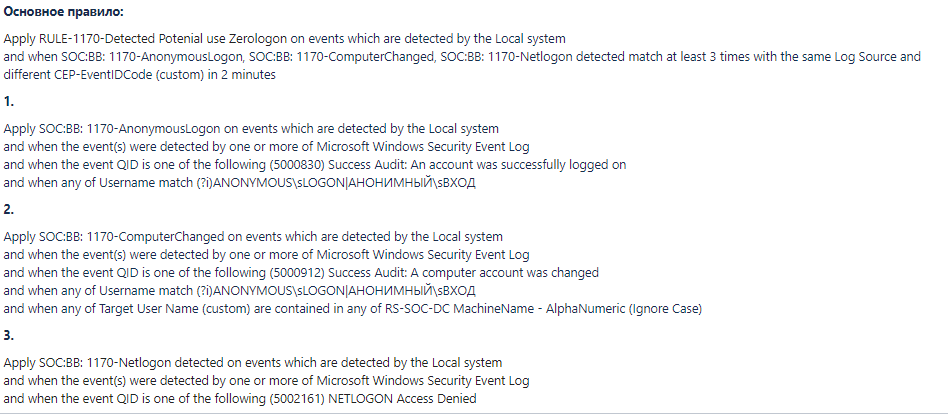 Основное правило:
Apply RULE-1170-Detected Potenial use Zerologon on events which are detected by the Local system
and when SOC:BB: 1170-AnonymousLogon, SOC:BB: 1170-ComputerChanged, SOC:BB: 1170-Netlogon detected match at least 3 times with the same Log Source and
different CEP-EventIDCode (custom) in 2 minutes
1.
Apply SOC:BB: 1170-AnonymousLogon on events which are detected by the Local system
and when the event(s) were detected by one or more of Microsoft Windows Security Event Log
and when the event QID is one of the following (5000830) Success Audit: An account was successfully logged on
and when any of Username match (?i)ANONYMOUS\sLOGON|АНОНИМНЫЙ\sВХОД
2.
Apply SOC:BB: 1170-ComputerChanged on events which are detected by the Local system
and when the event(s) were detected by one or more of Microsoft Windows Security Event Log
and when the event QID is one of the following (5000912) Success Audit: A computer account was changed
and when any of Username match (?i)ANONYMOUS\sLOGON|АНОНИМНЫЙ\sВХОД
and when any of Target User Name (custom) are contained in any of RS-SOC-DC MachineName - AlphaNumeric (Ignore Case)
3.
Apply SOC:BB: 1170-Netlogon detected on events which are detected by the Local system
and when the event(s) were detected by one or more of Microsoft Windows Security Event Log
and when the event QID is one of the following (5002161) NETLOGON Access Denied